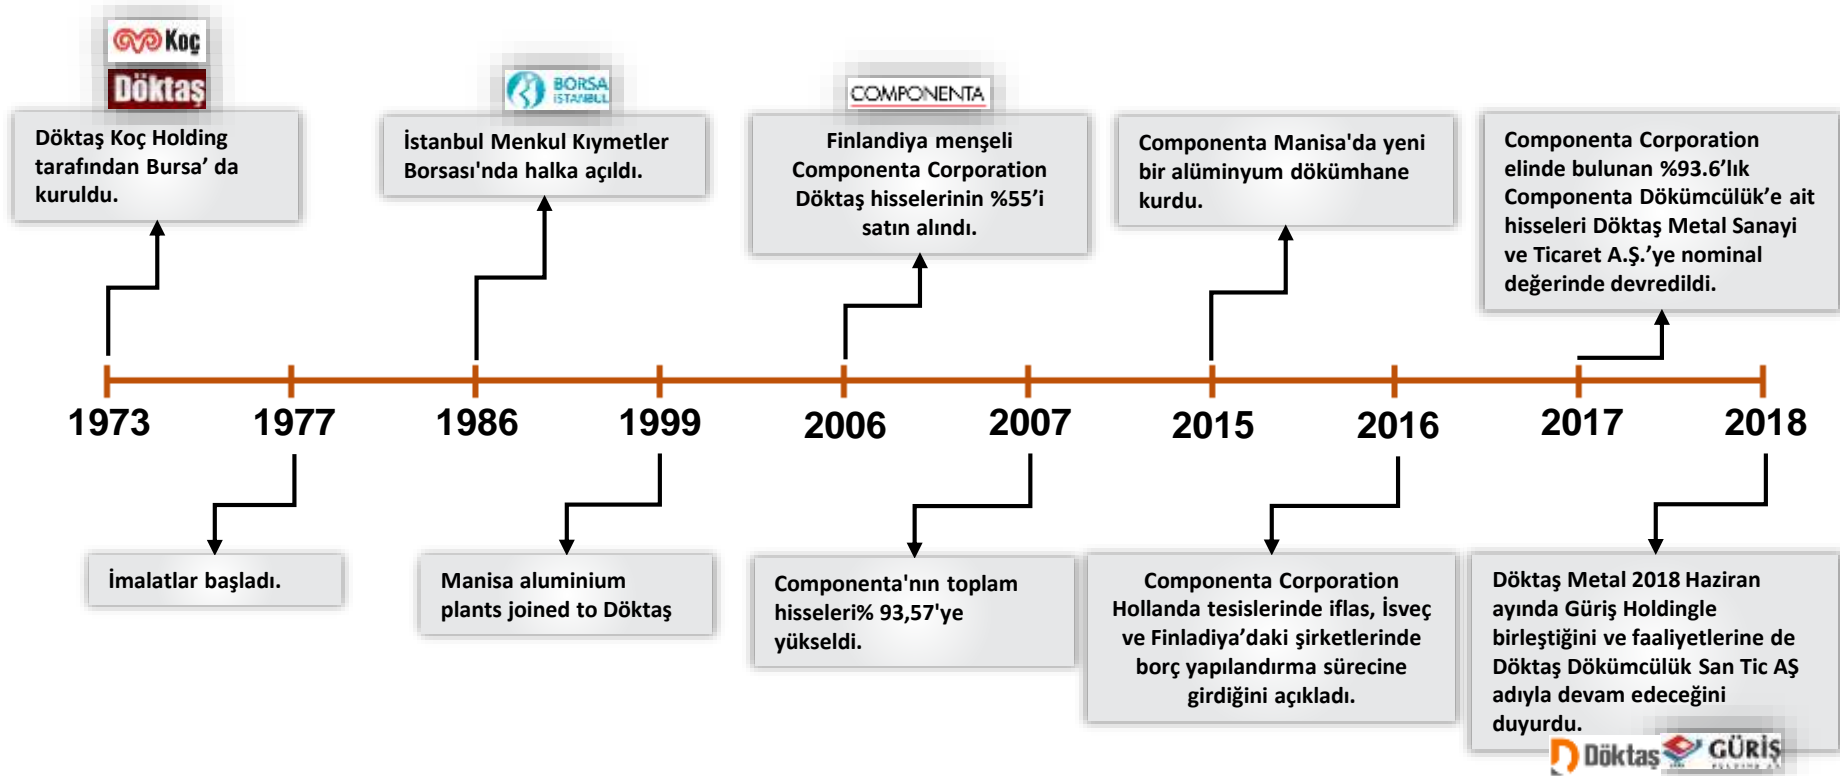 Koç
Döktaş
Döktaş Koç Holding
tarafından Bursa’ da
kuruldu.
BORSA
İSTANBUL
İstanbul Menkul Kıymetler
Borsası'nda halka açıldı.
COMPONENTA
Finlandiya menşeli
Componenta Corporation
Döktaş hisselerinin %55’i
satın alındı.
Componenta Manisa'da yeni
bir alüminyum dökümhane
kurdu.
Componenta Corporation
elinde bulunan %93.6’lık
Componenta Dökümcülük’e ait
hisseleri Döktaş Metal Sanayi
ve Ticaret A.Ş.’ye nominal
değerinde devredildi.
1973
1977
1986
1999
2006
2007
2015
2016
2017
2018
İmalatlar başladı.
Manisa aluminium
plants joined to Döktaş
Componenta'nın toplam
hisseleri% 93,57'ye
yükseldi.
Componenta Corporation
Hollanda tesislerinde iflas, İsveç
ve Finladiya’daki şirketlerinde
borç yapılandırma sürecine
girdiğini açıkladı.
Döktaş Metal 2018 Haziran
ayında Güriş Holdingle
birleştiğini ve faaliyetlerine de
Döktaş Dökümcülük San Tic AŞ
adıyla devam edeceğini
duyurdu.
Döktaş
GÜRİŞ